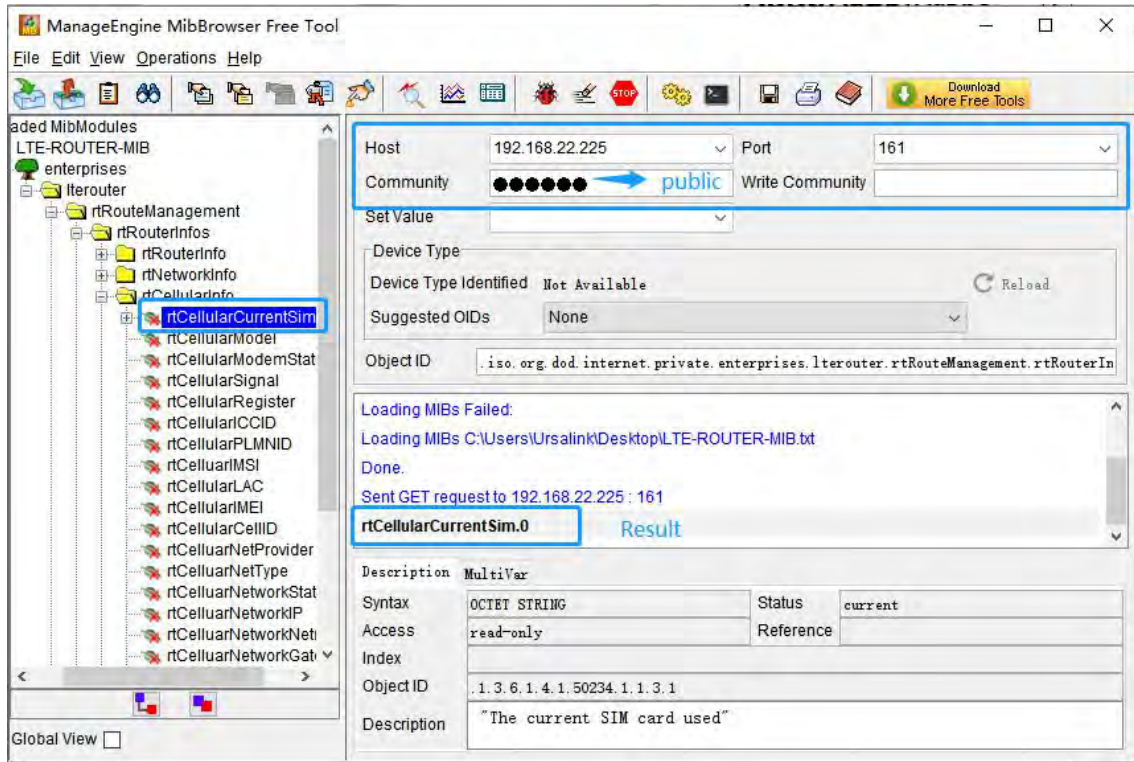 ManageEngine MibBrowser Free Tool
File Edit View Operations Help
STOP
Download
More Free Tools
aded MibModules
LTE-ROUTER-MIB
enterprises
lterouter
rtRouteManagement
rtRouterInfos
rtRouterInfo
rtNetworkInfo
rtCellularInfo
rtCellularCurrentSim
rtCellularModel
rtCellularModemStat
rtCellularSignal
rtCellularRegister
rtCellularICCID
rtCellularPLMNID
rtCelluarIMSI
rtCellularLAC
rtCellularIMEI
rtCellularCellID
rtCelluarNetProvider
rtCelluarNetType
rtCelluarNetworkStat
rtCelluarNetworkIP
rtCelluarNetworkNet
rtCelluarNetworkGat
Global View
Host 192.168.22.225 Port 161
Community ●●●●●● public Write Community
Set Value
Device Type
Device Type Identified Not Available Reload
Suggested OIDs None
Object ID .iso.org.dod.internet.private.enterprises.lterouter.rtRouteManagement.rtRouterIn
Loading MIBs Failed:
Loading MIBs C:\Users\Ursalink\Desktop\LTE-ROUTER-MIB.txt
Done.
Sent GET request to 192.168.22.225 : 161
rtCellularCurrentSim.0 Result
Description MultiVar
Syntax OCTET STRING Status current
Access read-only Reference
Index
Object ID .1.3.6.1.4.1.50234.1.1.3.1
Description "The current SIM card used"